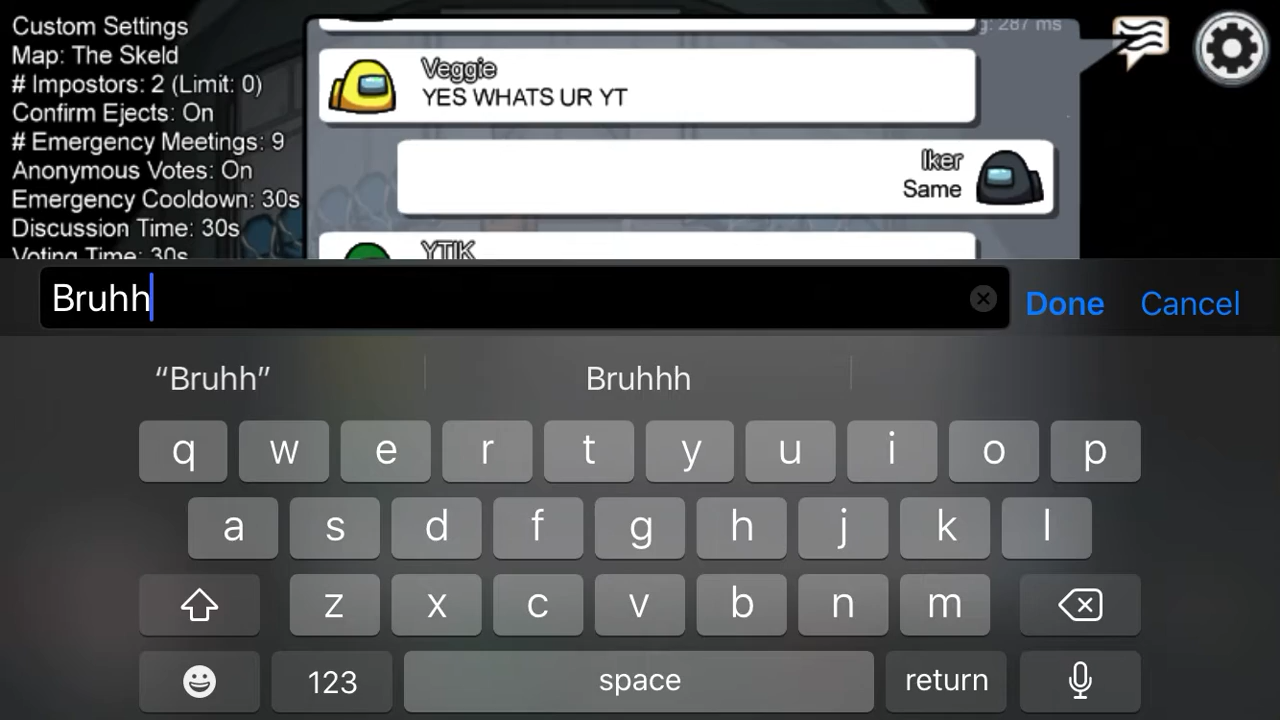 Custom Settings
Map: The Skeld
# Impostors: 2 (Limit: 0)
Confirm Ejects: On
# Emergency Meetings: 9
Anonymous Votes: On
Emergency Cooldown: 30s
Discussion Time: 30s
Voting Time: 30s
g: 287 ms
Veggie
YES WHATS UR YT
Iker
Same
YTIK
Bruhh
Done
Cancel
“Bruhh”
Bruhhh
q w e r t y u i o p
a s d f g h j k l
z x c v b n m
123
space
return